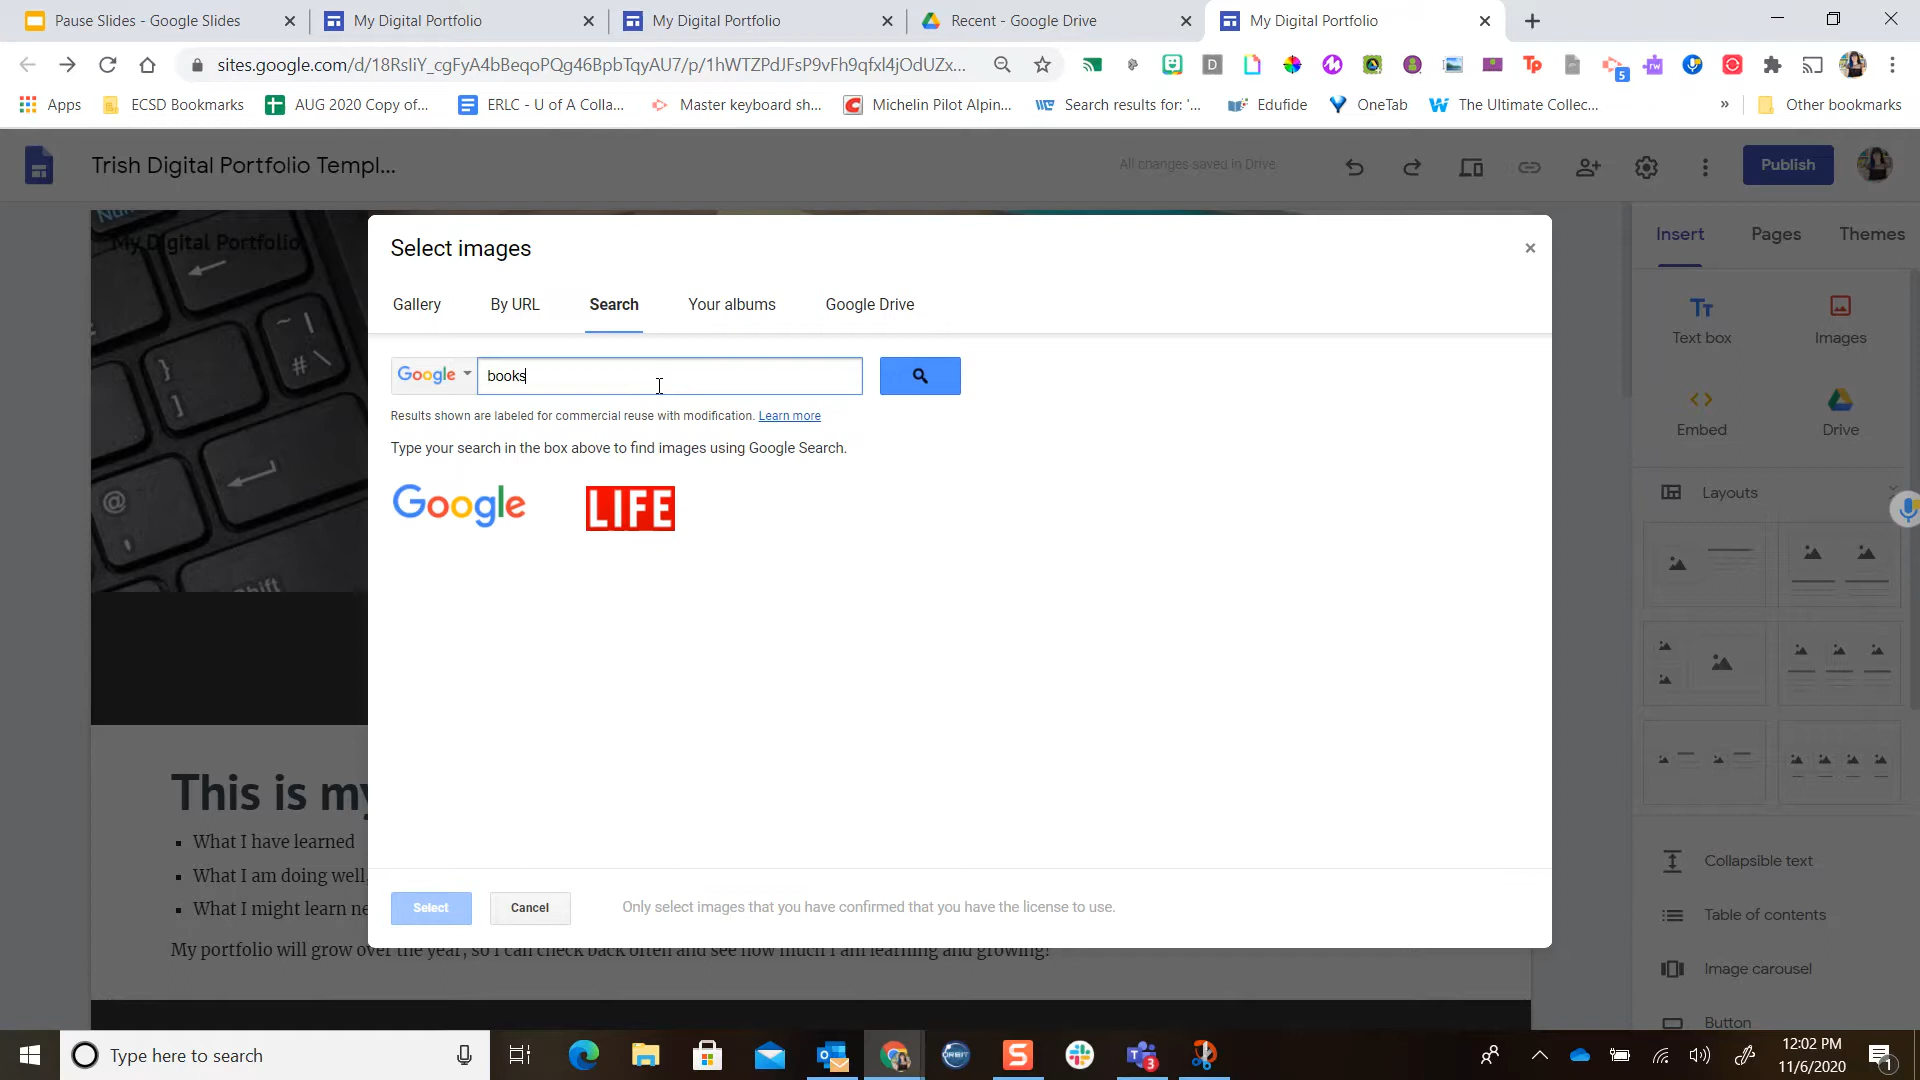 Pause Slides - Google Slides
My Digital Portfolio
My Digital Portfolio
Recent - Google Drive
My Digital Portfolio
sites.google.com/d/18RsIiY_cgFyA4bBeqoPQg46BpbTqyAU7/p/1hWTZPdJFsP9vFh9qfxl4jOdUZx...
5
Apps
ECSD Bookmarks
AUG 2020 Copy of...
ERLC - U of A Colla...
Master keyboard sh...
Michelin Pilot Alpin...
Search results for: '...
Edufide
OneTab
The Ultimate Collec...
»
Other bookmarks
Trish Digital Portfolio Templ...
All changes saved in Drive
Publish
My Digital Portfolio
Select images
Gallery
By URL
Search
Your albums
Google Drive
Google
books
Results shown are labeled for commercial reuse with modification. Learn more
Type your search in the box above to find images using Google Search.
Google
LIFE
Select
Cancel
Only select images that you have confirmed that you have the license to use.
Insert
Pages
Themes
Text box
Images
Embed
Drive
Layouts
Collapsible text
Table of contents
Image carousel
Button
This is my
What I have learned
What I am doing well,
What I might learn ne
My portfolio will grow over the year, so I can check back often and see how much I am learning and growing!
Type here to search
ORBIT
3
12:02 PM
11/6/2020
1